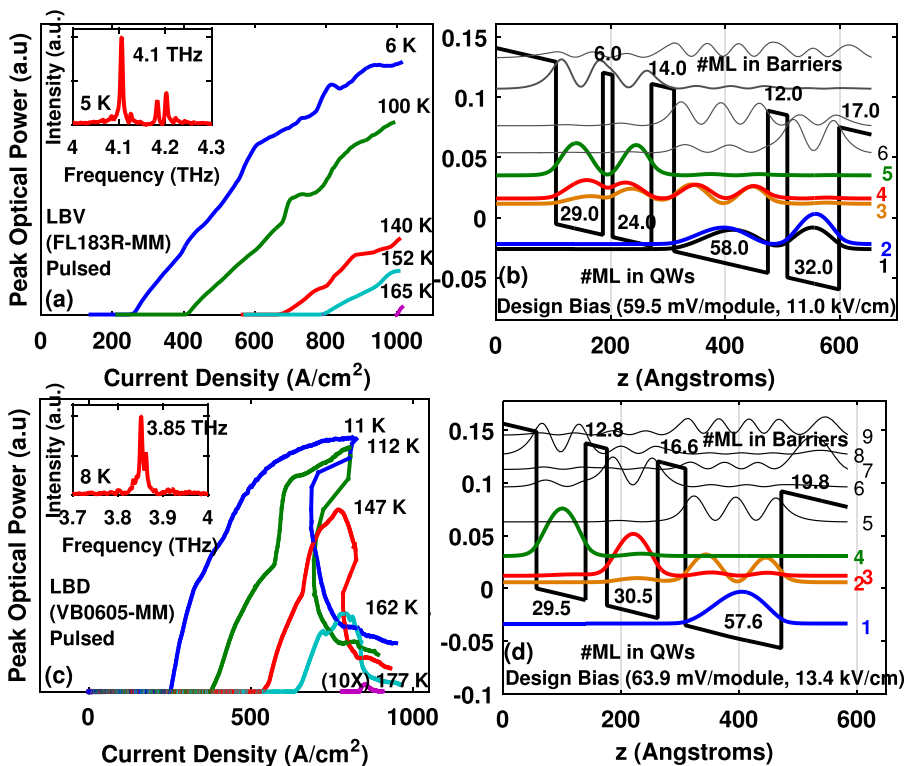 Peak Optical Power (a.u)
Intensity (a.u.)
4.1 THz
5 K
4 4.1 4.2 4.3
Frequency (THz)
6 K
100 K
140 K
152 K
165 K
LBV
(FL183R-MM)
Pulsed
(a)
0 200 400 600 800 1000
Current Density (A/cm²)
0.15
0.1
0.05
0
-0.05
6.0
14.0
#ML in Barriers
12.0
17.0
6
5
4
3
2
1
29.0
24.0
58.0
32.0
(b)
#ML in QWs
Design Bias (59.5 mV/module, 11.0 kV/cm)
0 200 400 600
z (Angstroms)
Peak Optical Power (a.u)
Intensity (a.u.)
3.85 THz
8 K
3.7 3.8 3.9 4
Frequency (THz)
11 K
112 K
147 K
162 K
(10X) 177 K
LBD
(VB0605-MM)
Pulsed
(c)
0 500 1000
Current Density (A/cm²)
0.15
0.1
0.05
0
-0.05
-0.1
12.8
16.6
#ML in Barriers
19.8
9
8
7
6
5
4
3
2
1
29.5
30.5
57.6
(d)
#ML in QWs
Design Bias (63.9 mV/module, 13.4 kV/cm)
0 200 400 600
z (Angstroms)